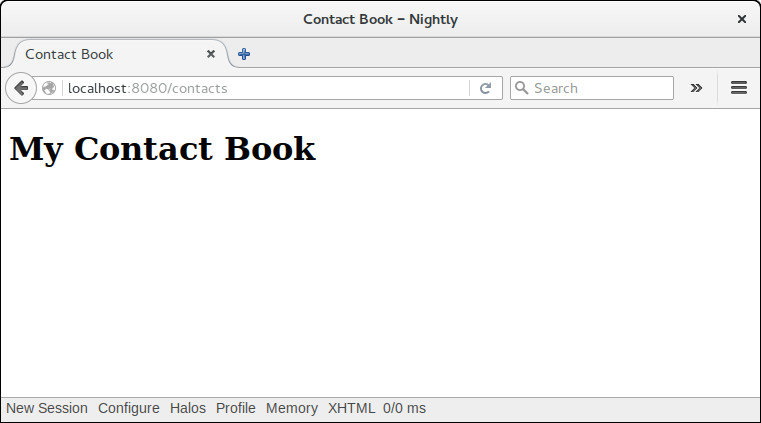 Contact Book – Nightly
Contact Book
localhost:8080/contacts
Search
My Contact Book
New Session Configure Halos Profile Memory XHTML 0/0 ms